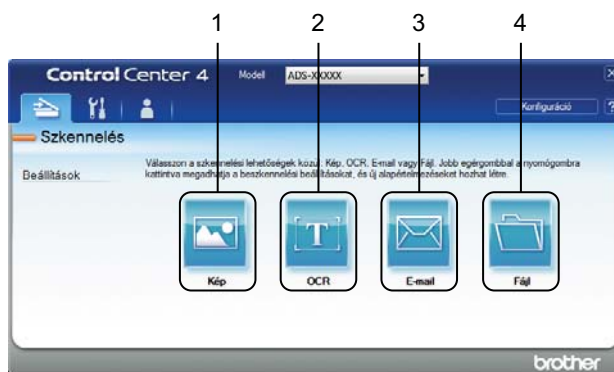 1 2 3 4
Control Center 4 Modell ADS-XXXXX
Konfiguráció ?
Szkennelés
Beállítások
Válasszon a szkennelési lehetőségek közül: Kép, OCR, E-mail vagy Fájl. Jobb egérgombbal a nyomógombra
kattintva megadhatja a beszkennelési beállításokat, és új alapértelmezéseket hozhat létre.
T
Kép OCR E-mail Fájl
brother